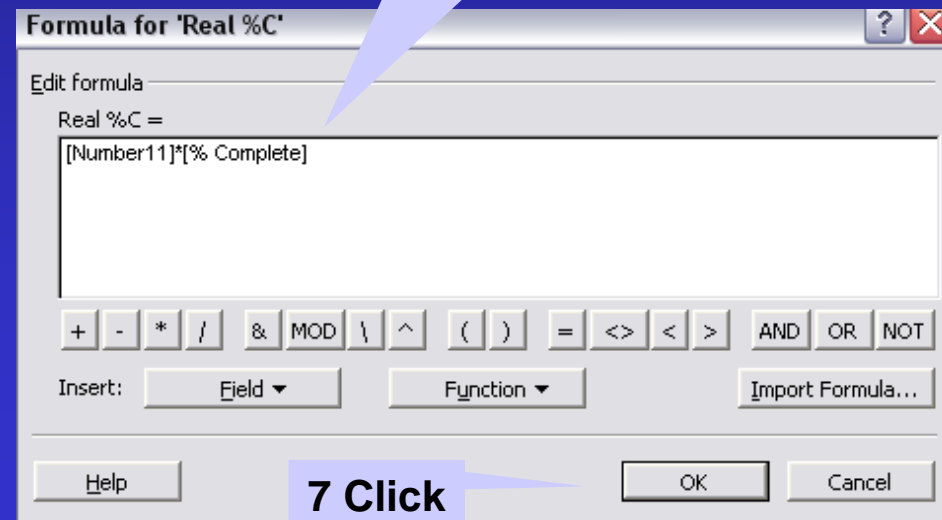 Formula for 'Real %C'
?
Edit formula
Real %C =
[Number11]*[% Complete]
+ - * / & MOD \ ^ ( ) = <> < > AND OR NOT
Insert: Field Function Import Formula...
Help 7 Click OK Cancel